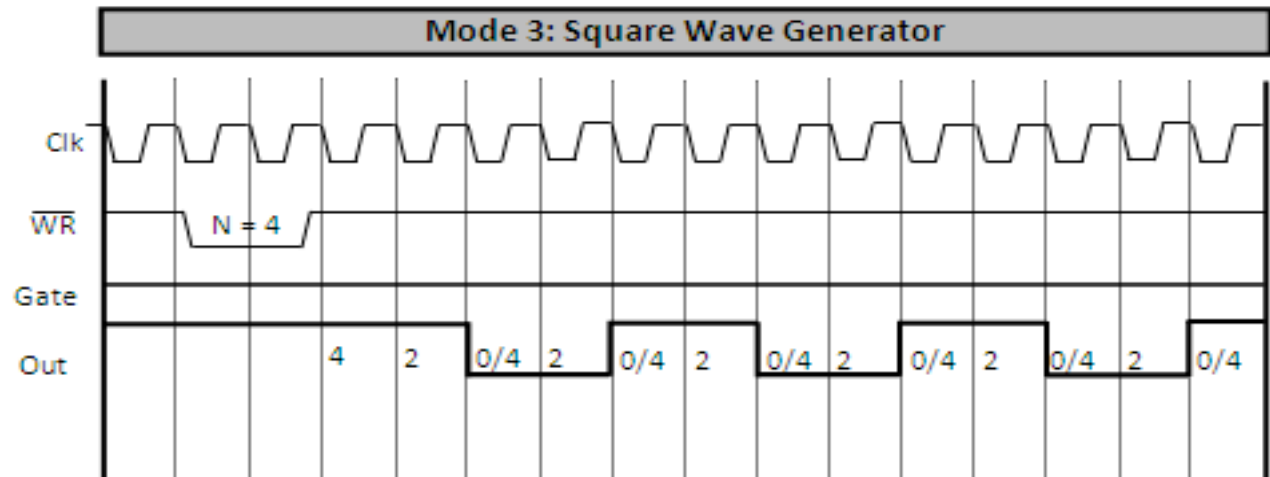 Mode 3: Square Wave Generator
Clk
WR
N = 4
Gate
Out
4 2 0/4 2 0/4 2 0/4 2 0/4 2 0/4 2 0/4